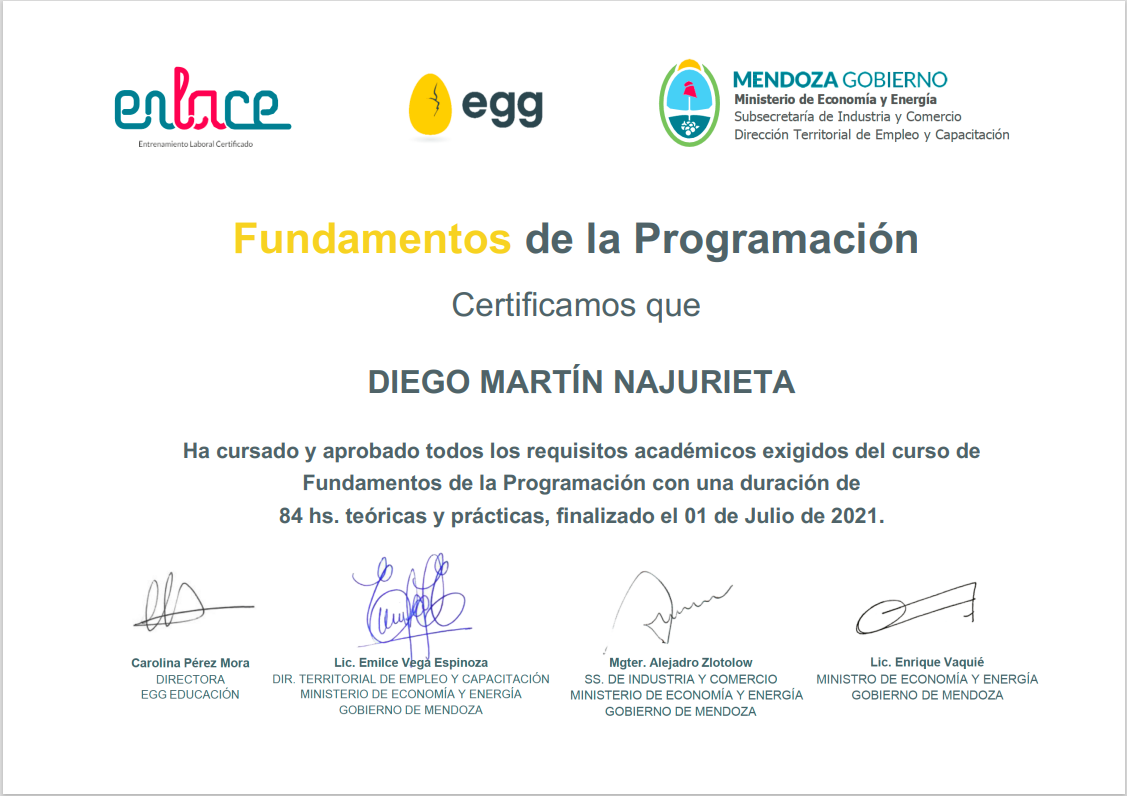 enlace
Entrenamiento Laboral Certificado
egg
MENDOZA GOBIERNO
Ministerio de Economía y Energía
Subsecretaría de Industria y Comercio
Dirección Territorial de Empleo y Capacitación
Fundamentos de la Programación
Certificamos que
DIEGO MARTÍN NAJURIETA
Ha cursado y aprobado todos los requisitos académicos exigidos del curso de
Fundamentos de la Programación con una duración de
84 hs. teóricas y prácticas, finalizado el 01 de Julio de 2021.
Carolina Pérez Mora
DIRECTORA
EGG EDUCACIÓN
Lic. Emilce Vega Espinoza
DIR. TERRITORIAL DE EMPLEO Y CAPACITACIÓN
MINISTERIO DE ECONOMÍA Y ENERGÍA
GOBIERNO DE MENDOZA
Mgter. Alejadro Zlotolow
SS. DE INDUSTRIA Y COMERCIO
MINISTERIO DE ECONOMÍA Y ENERGÍA
GOBIERNO DE MENDOZA
Lic. Enrique Vaquié
MINISTRO DE ECONOMÍA Y ENERGÍA
GOBIERNO DE MENDOZA